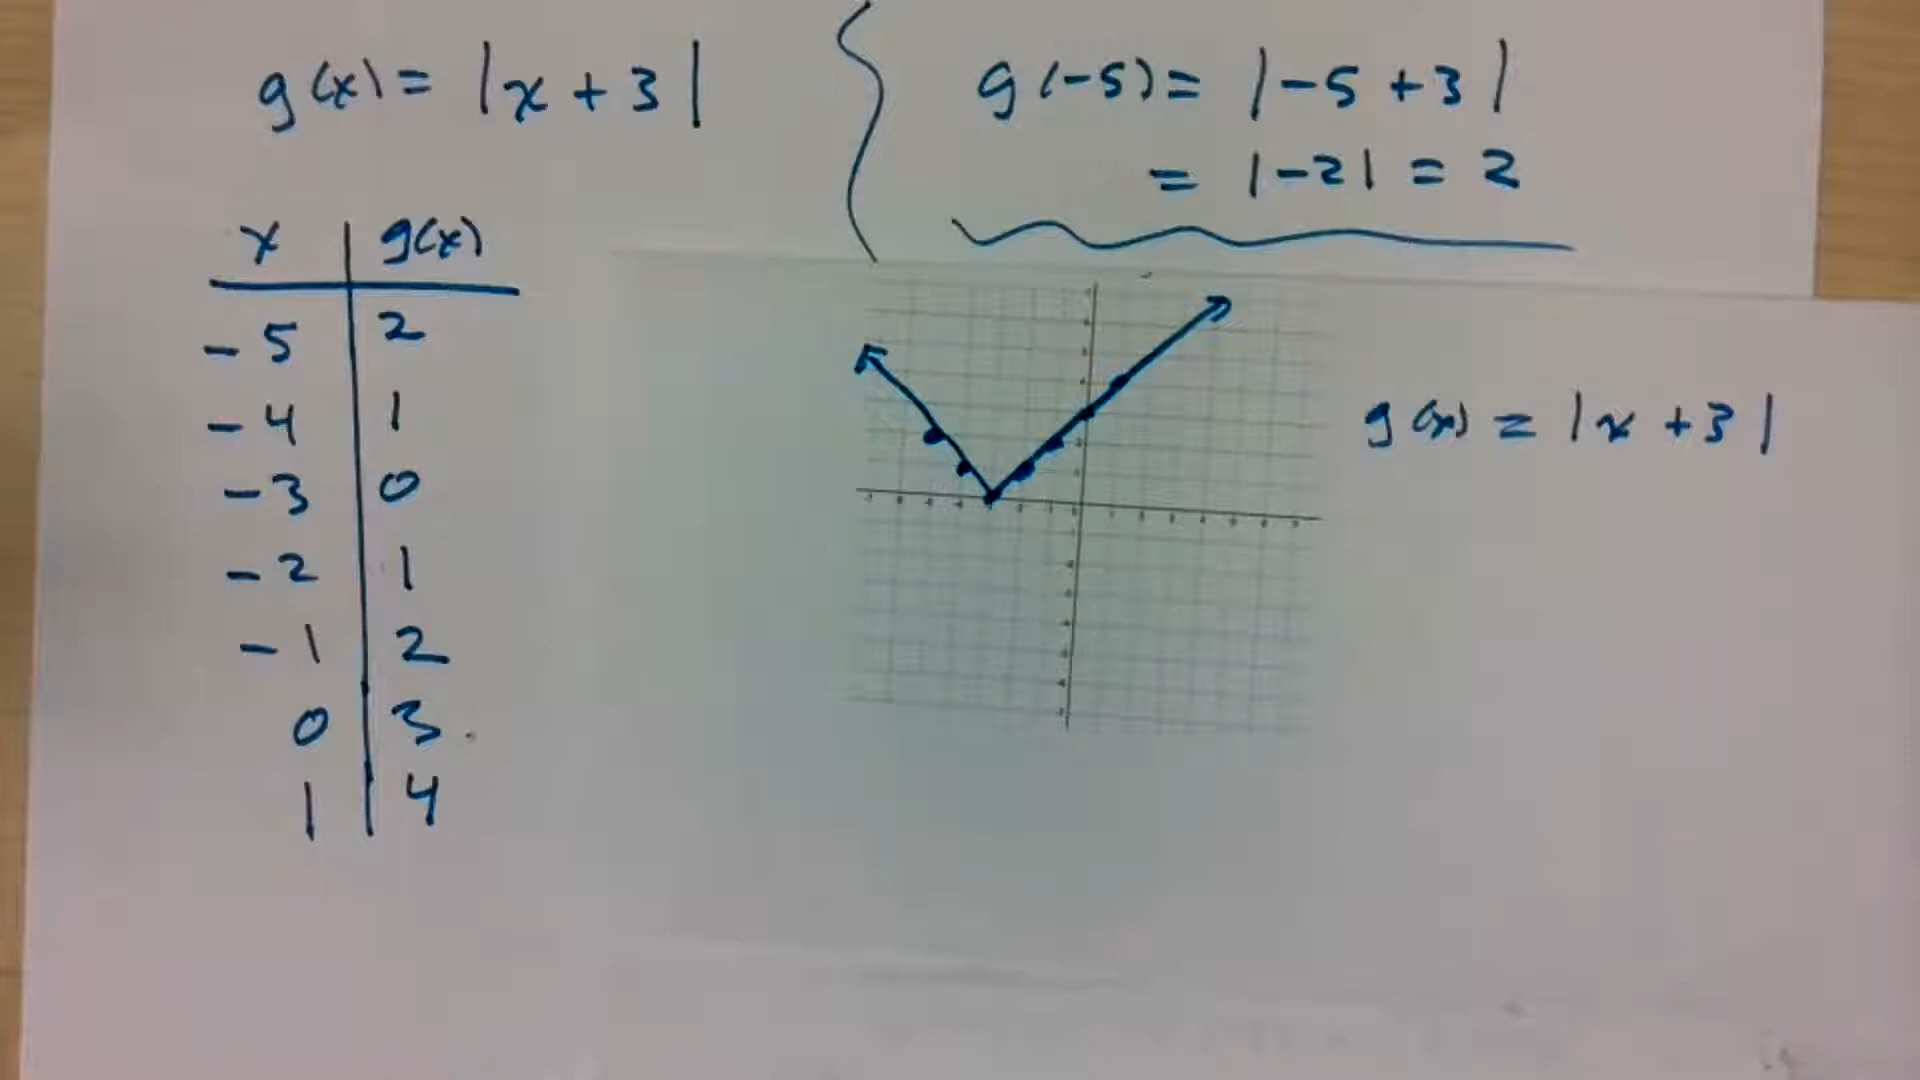 g(x) = |x + 3|
g(-5) = |-5 + 3|
= |-2| = 2
x | g(x)
-5 | 2
-4 | 1
-3 | 0
-2 | 1
-1 | 2
0 | 3
1 | 4
g(x) = |x + 3|